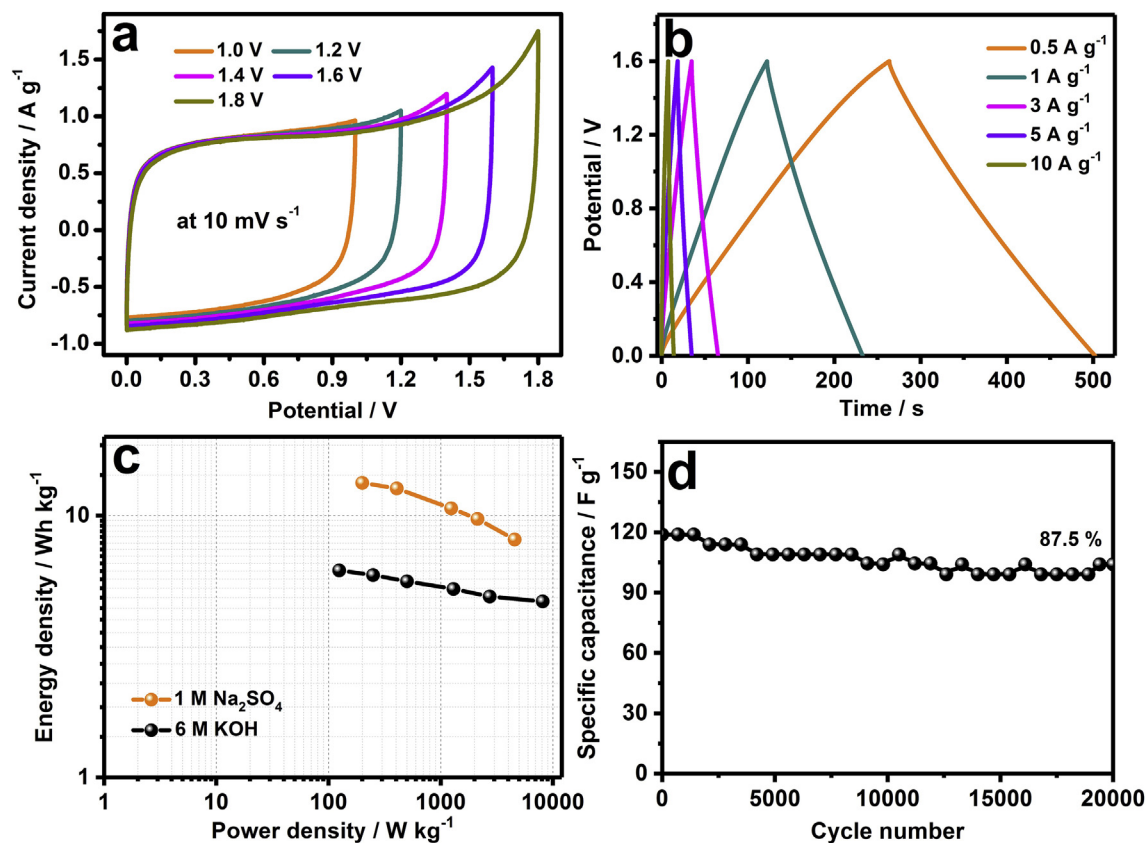 a
1.0 V 1.2 V
1.4 V 1.6 V
1.8 V
at 10 mV s⁻¹
Current density / A g⁻¹
1.5
1.0
0.5
0.0
-0.5
-1.0
0.0 0.3 0.6 0.9 1.2 1.5 1.8
Potential / V
b
0.5 A g⁻¹
1 A g⁻¹
3 A g⁻¹
5 A g⁻¹
10 A g⁻¹
Potential / V
1.6
1.2
0.8
0.4
0.0
0 100 200 300 400 500
Time / s
c
Energy density / Wh kg⁻¹
10
1
1 M Na₂SO₄
6 M KOH
1 10 100 1000 10000
Power density / W kg⁻¹
d
87.5 %
Specific capacitance / F g⁻¹
150
120
90
60
30
0
0 5000 10000 15000 20000
Cycle number